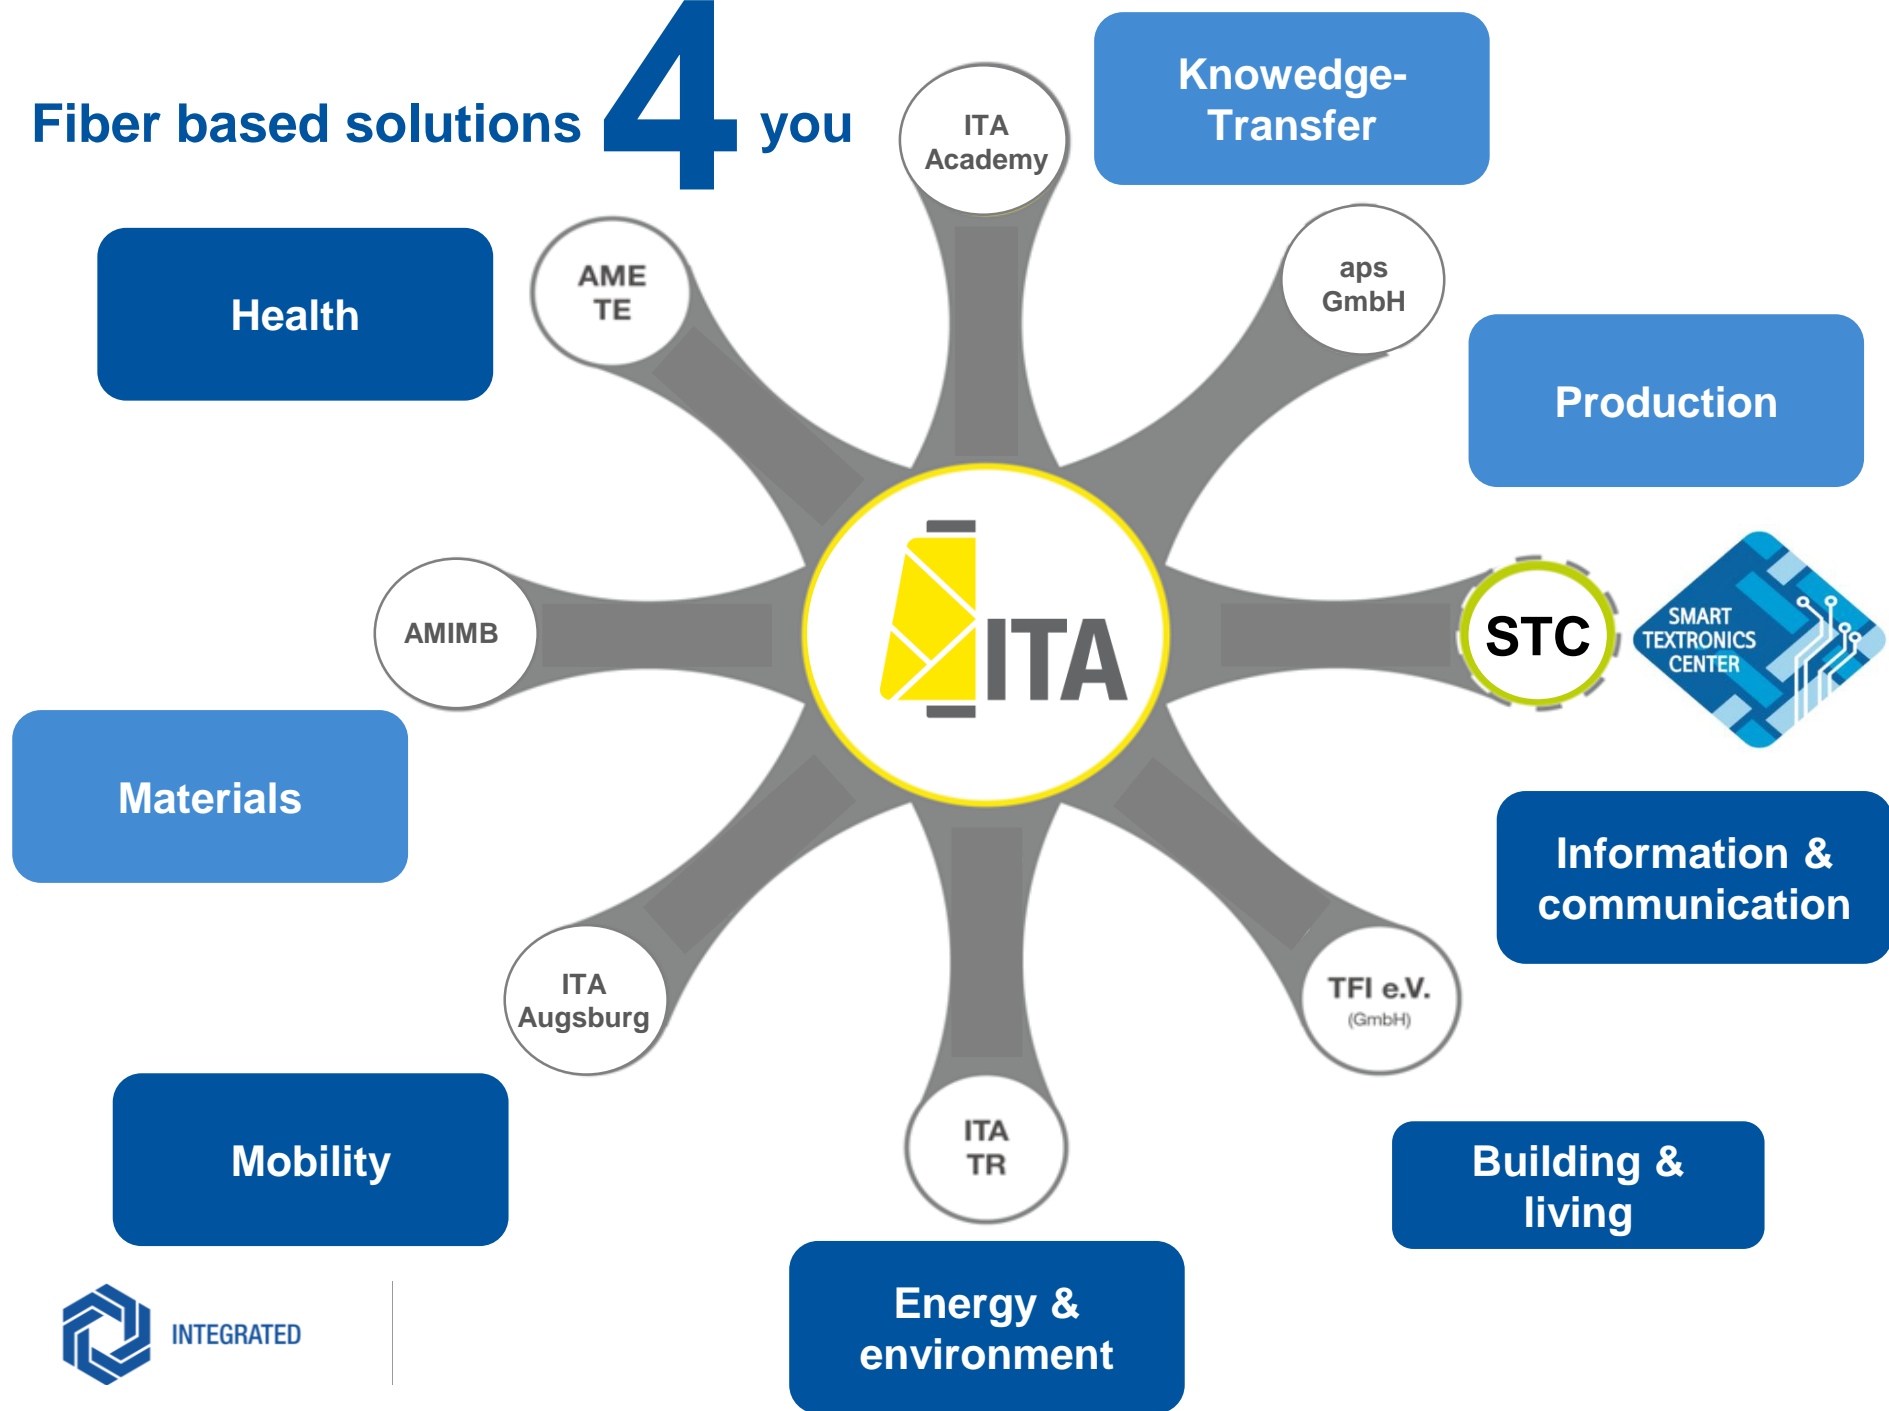 Fiber based solutions 4 you
Knowedge-
Transfer
ITA
Academy
Health
AME
TE
aps
GmbH
Production
AMIMB
ITA
STC
SMART
TEXTRONICS
CENTER
Materials
Information &
communication
ITA
Augsburg
TFI e.V.
(GmbH)
Mobility
ITA
TR
Building &
living
Energy &
environment
INTEGRATED